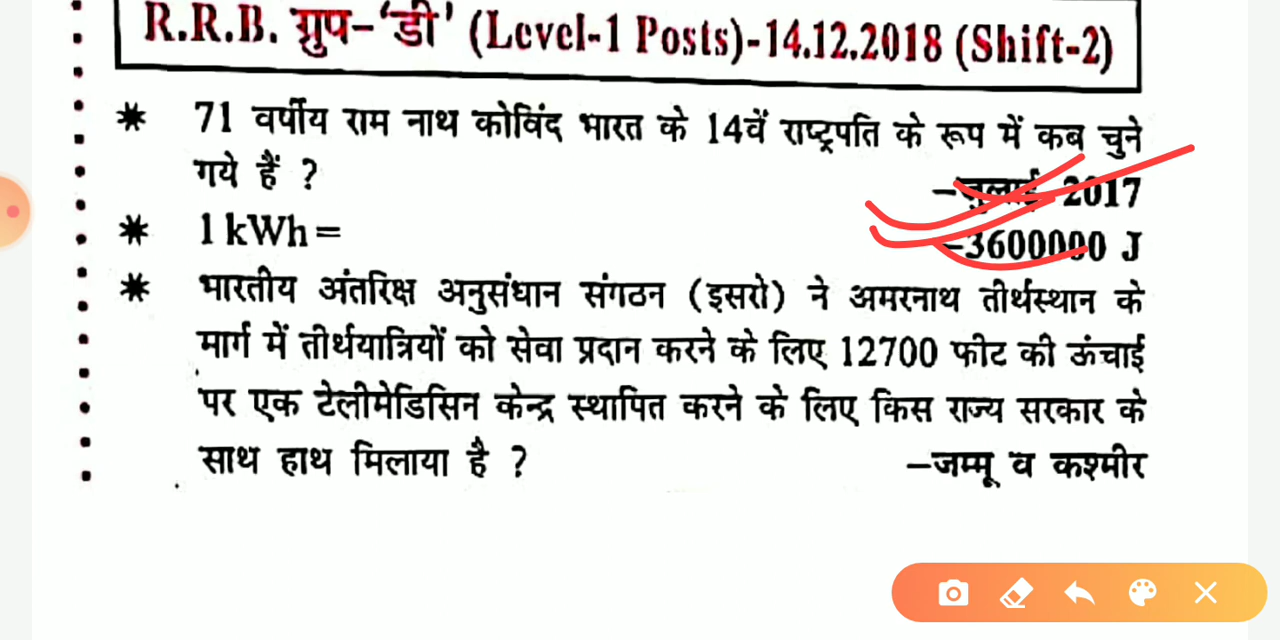 R.R.B. ग्रुप–‘डी’ (Level-1 Posts)-14.12.2018 (Shift-2)
* 71 वर्षीय राम नाथ कोविंद भारत के 14वें राष्ट्रपति के रूप में कब चुने
गये हैं ? –जुलाई 2017
* 1 kWh = –3600000 J
* भारतीय अंतरिक्ष अनुसंधान संगठन (इसरो) ने अमरनाथ तीर्थस्थान के
मार्ग में तीर्थयात्रियों को सेवा प्रदान करने के लिए 12700 फीट की ऊंचाई
पर एक टेलीमेडिसिन केन्द्र स्थापित करने के लिए किस राज्य सरकार के
साथ हाथ मिलाया है ? –जम्मू व कश्मीर